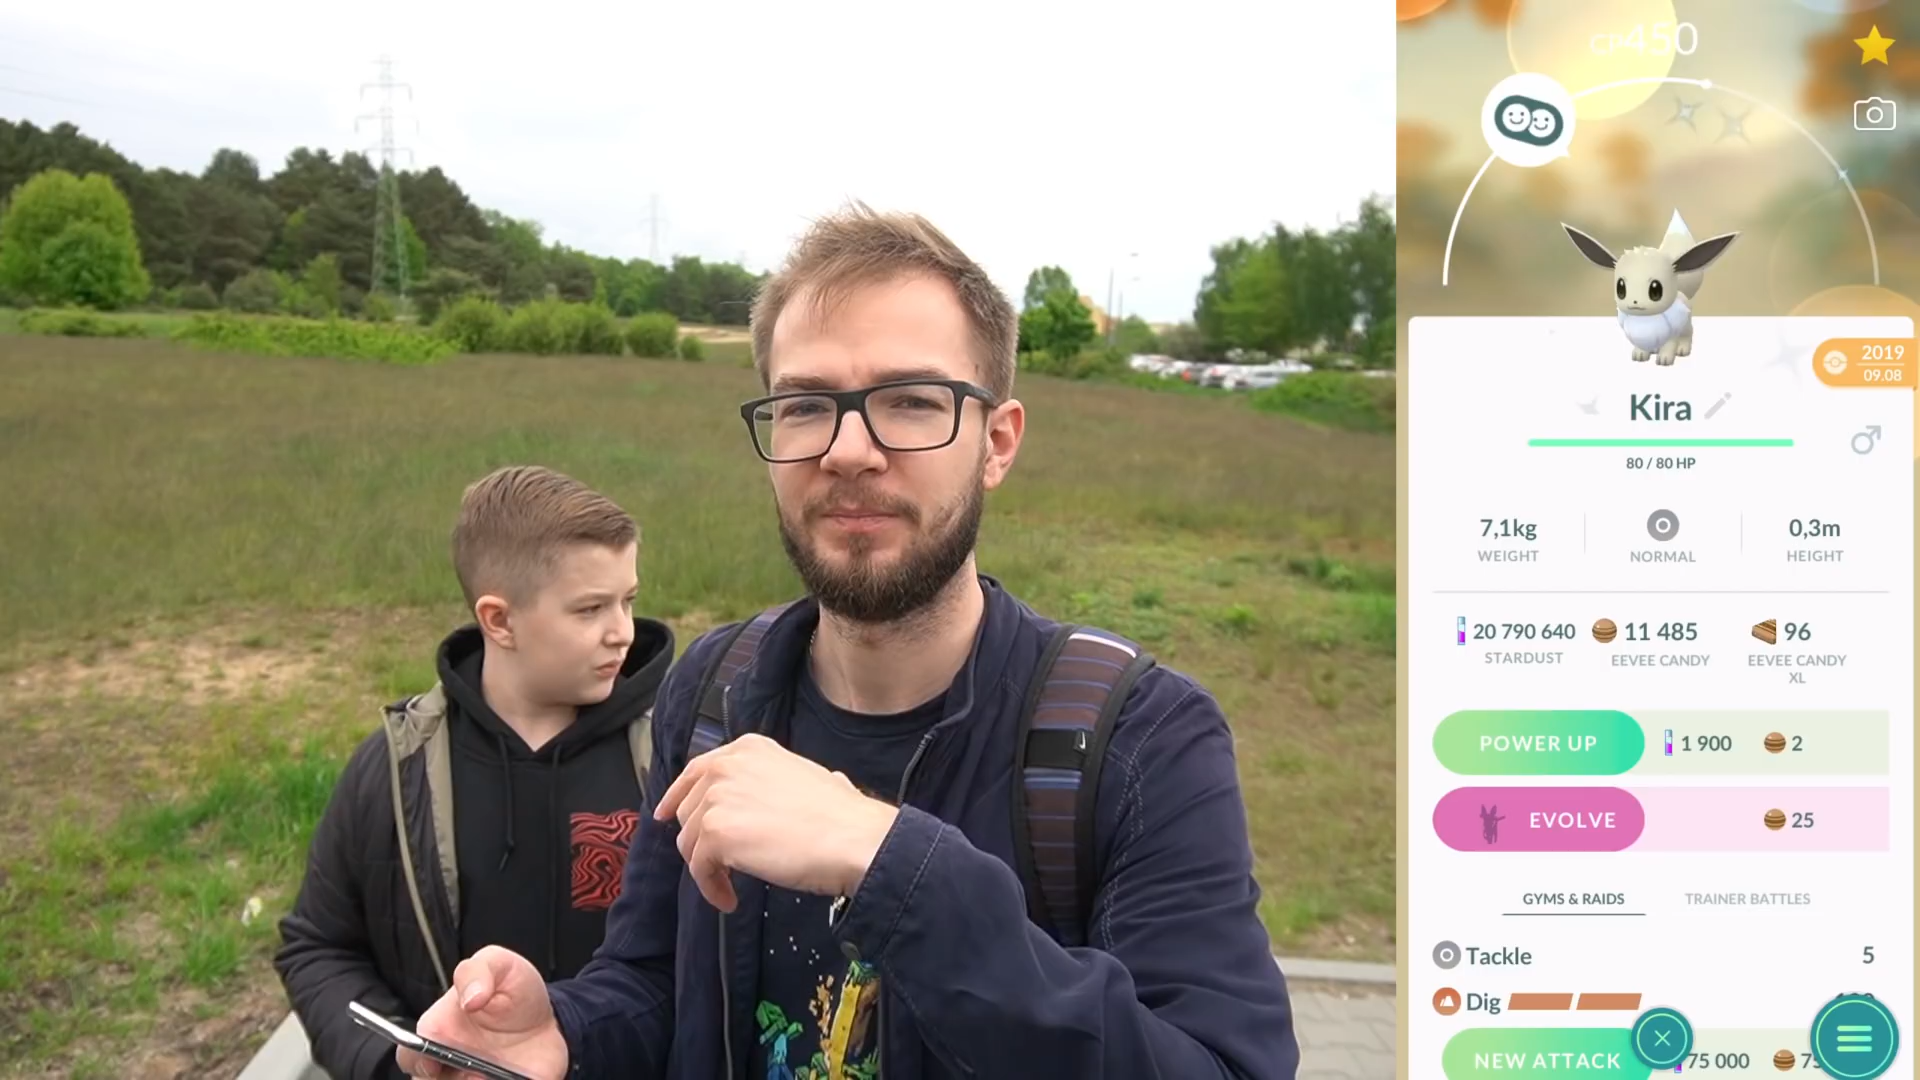 CP450
2019
09.08
Kira
80 / 80 HP
7,1kg
WEIGHT
NORMAL
0,3m
HEIGHT
20 790 640
STARDUST
11 485
EEVEE CANDY
96
EEVEE CANDY
XL
POWER UP
1 900
2
EVOLVE
25
GYMS & RAIDS
TRAINER BATTLES
Tackle
5
Dig
NEW ATTACK
75 000